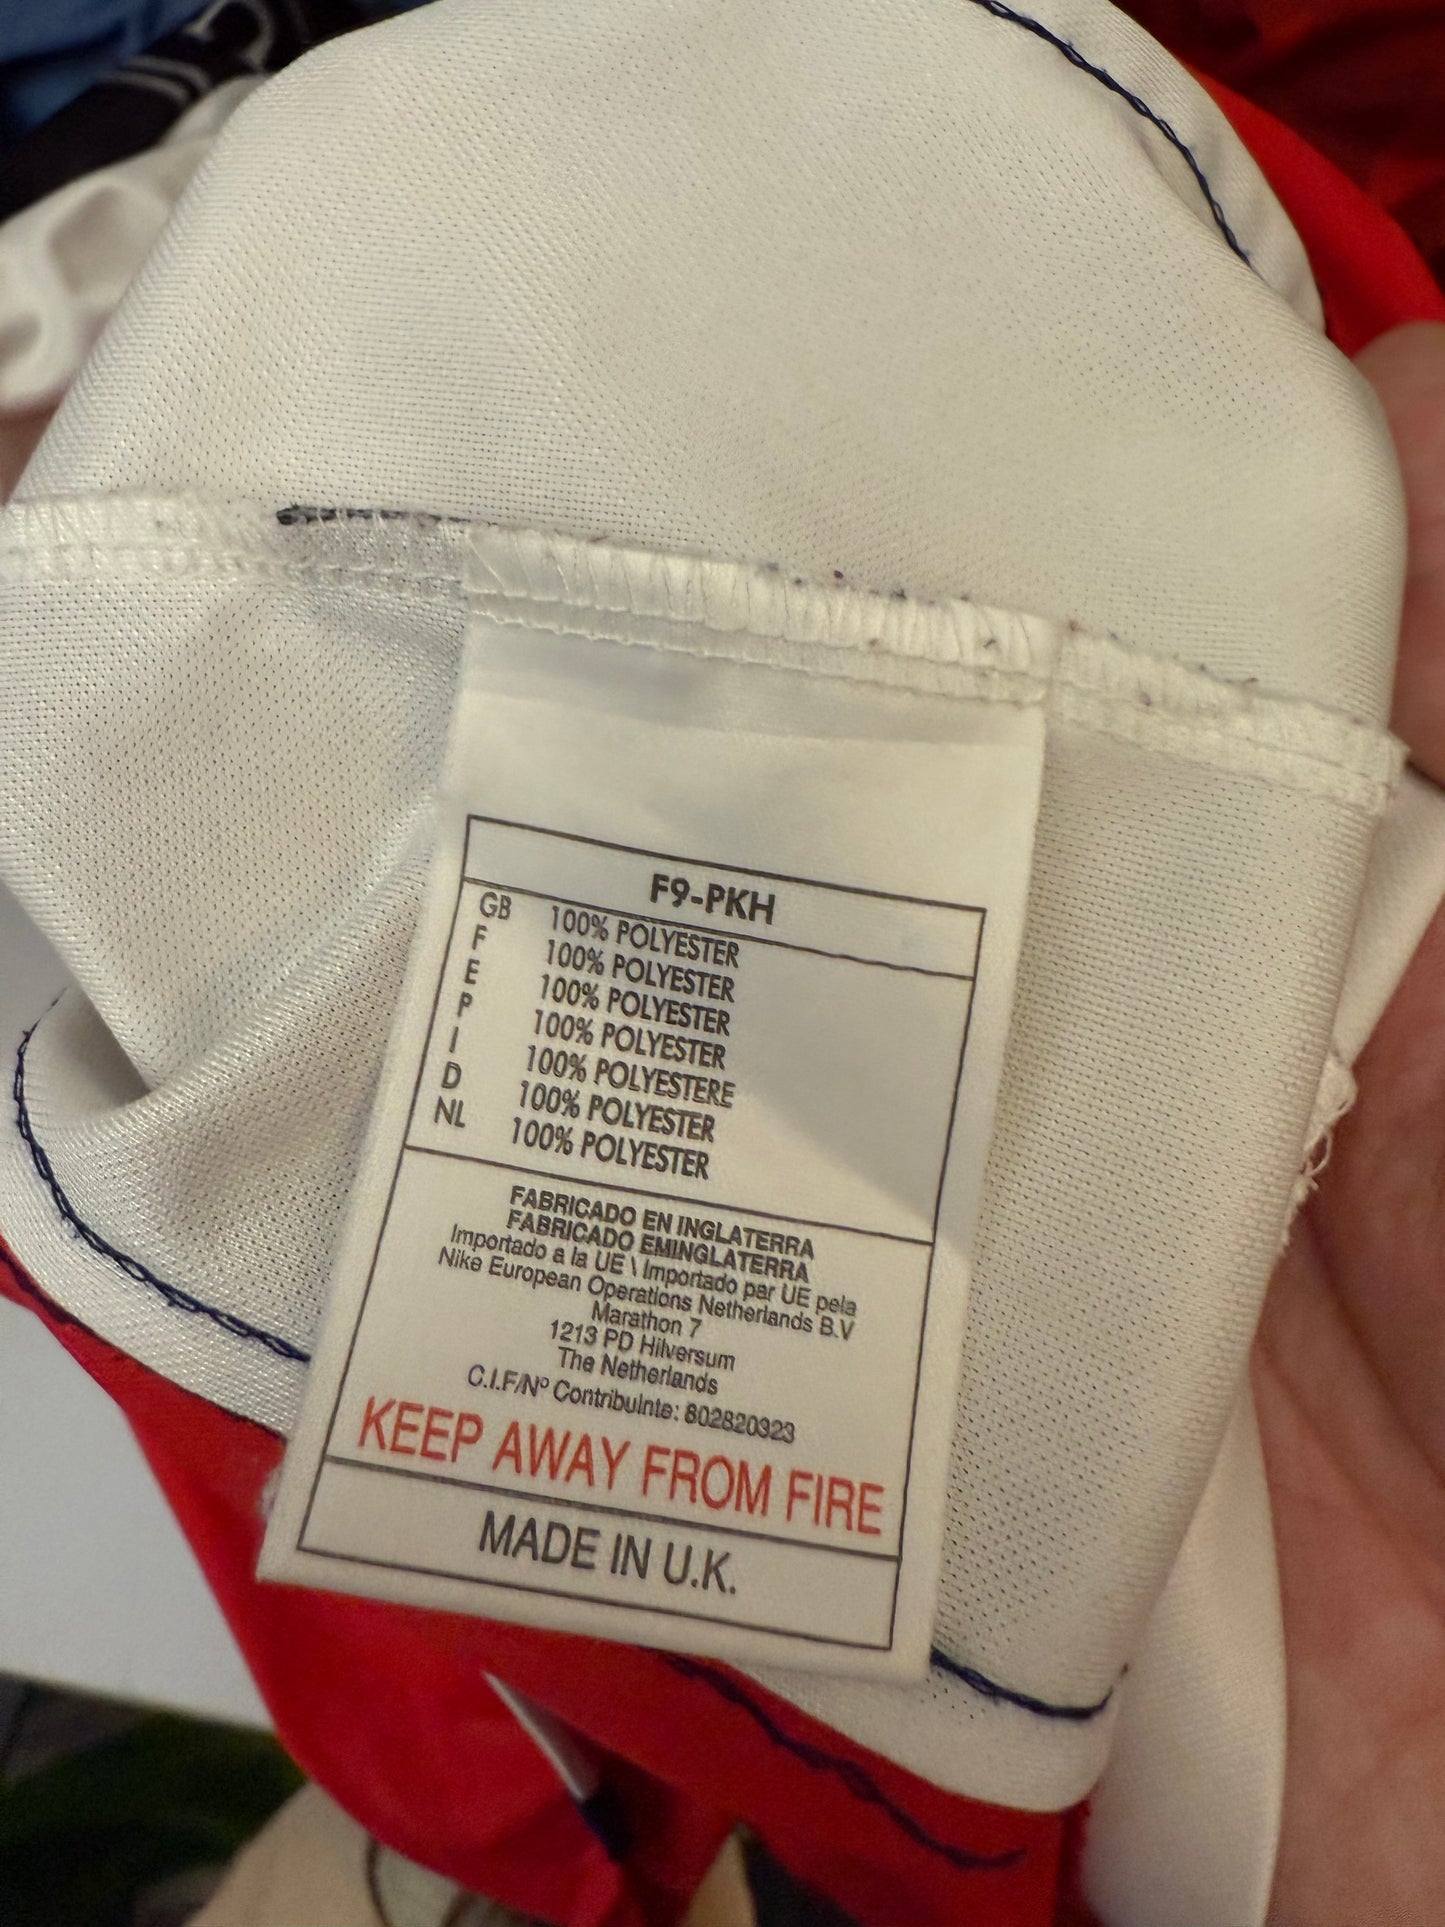 F9-PKH
GB 100% POLYESTER
F 100% POLYESTER
E 100% POLYESTER
P 100% POLYESTER
I 100% POLYESTERE
D 100% POLYESTER
NL 100% POLYESTER
FABRICADO EN INGLATERRA
FABRICADO EMINGLATERRA
Importado a la UE \ Importado par UE pela
Nike European Operations Netherlands B.V
Marathon 7
1213 PD Hilversum
The Netherlands
C.I.F/Nº Contribuinte: 802820323
KEEP AWAY FROM FIRE
MADE IN U.K.